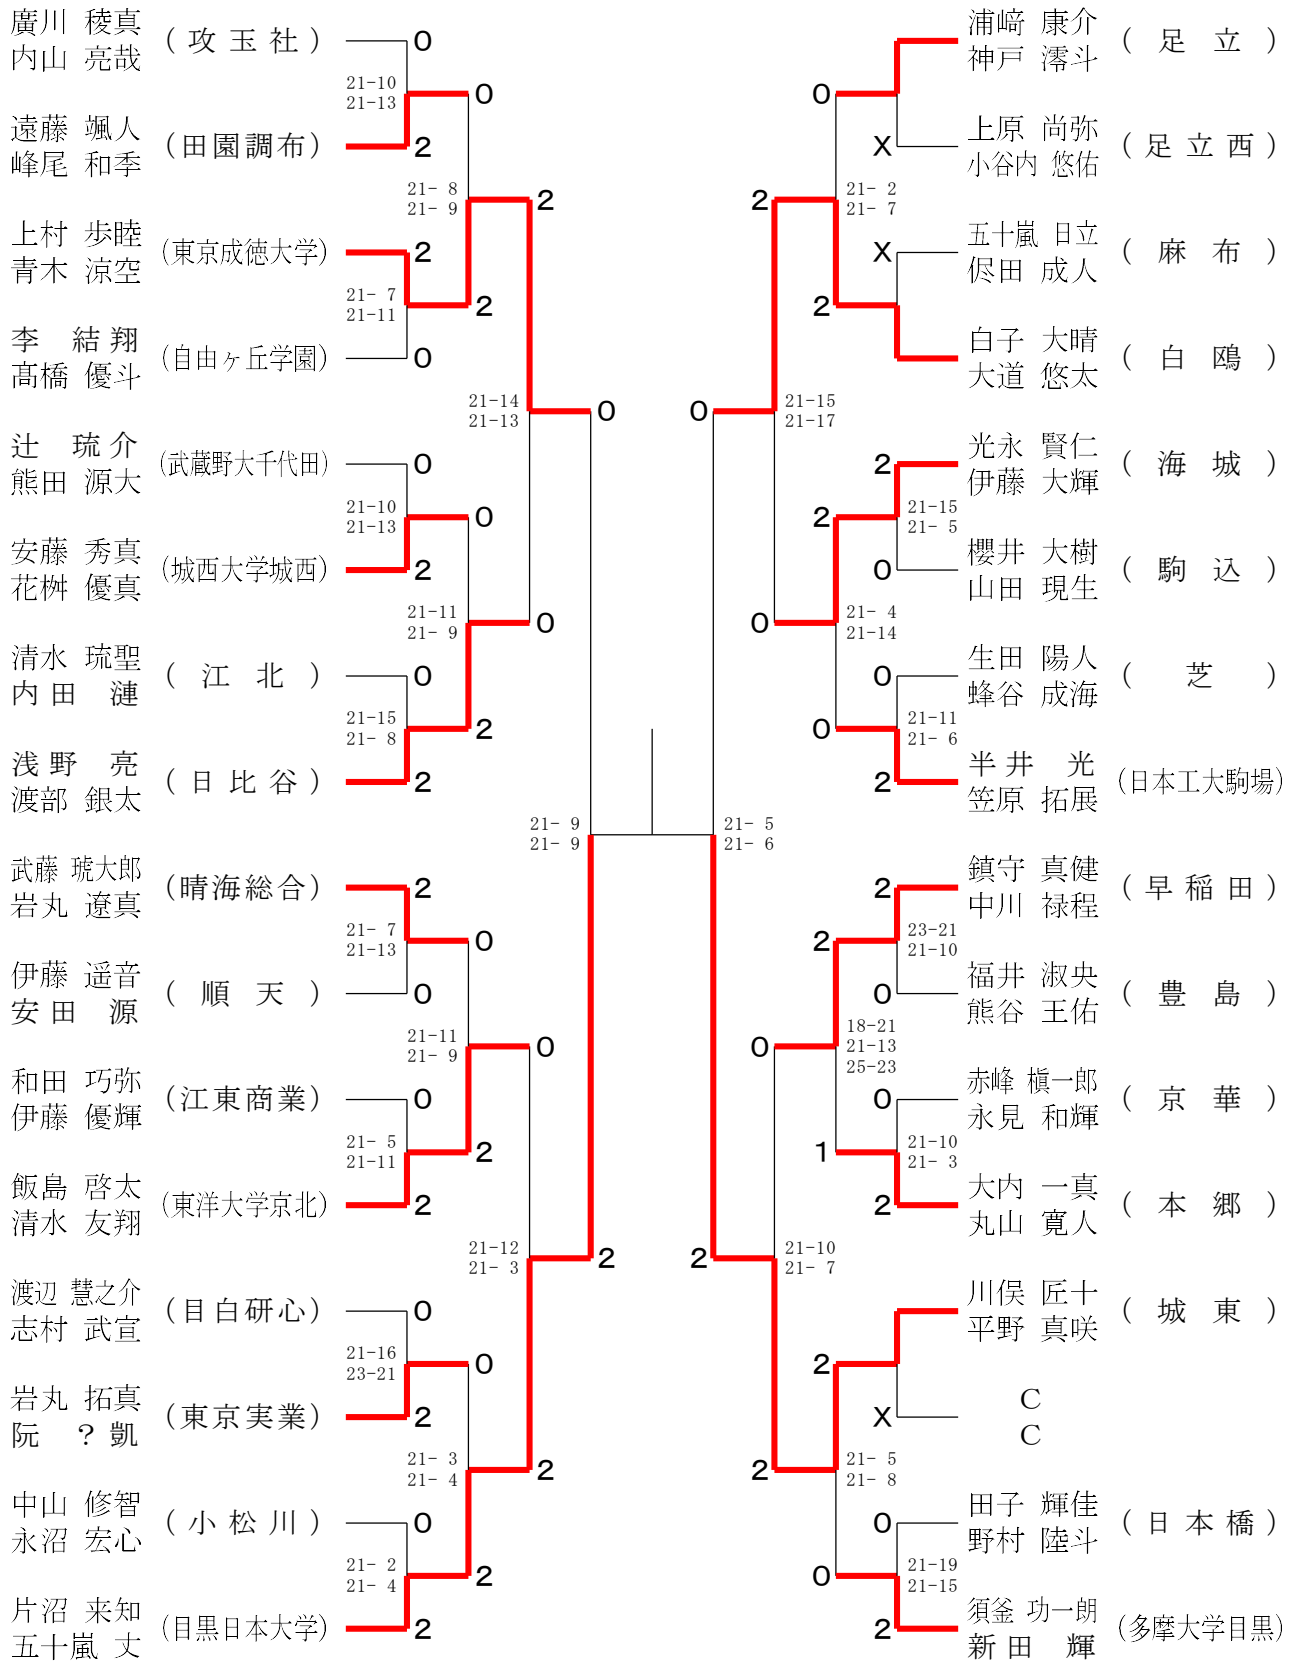 廣川 稜真
内山 亮哉
(攻玉社)
0
21-10
21-13
0
遠藤 颯人
峰尾 和季
(田園調布)
2
21- 8
21- 9
2
上村 歩睦
青木 涼空
(東京成徳大学)
2
21- 7
21-11
2
李 結翔
髙橋 優斗
(自由ヶ丘学園)
0
21-14
21-13
0
辻 琉介
熊田 源大
(武蔵野大千代田)
0
21-10
21-13
0
安藤 秀真
花桝 優真
(城西大学城西)
2
21-11
21- 9
0
清水 琉聖
内田 漣
(江北)
0
21-15
21- 8
2
浅野 亮
渡部 銀太
(日比谷)
2
21- 9
21- 9
武藤 琥太郎
岩丸 遼真
(晴海総合)
2
21- 7
21-13
0
伊藤 遥音
安田 源
(順天)
0
21-11
21- 9
0
和田 巧弥
伊藤 優輝
(江東商業)
0
21- 5
21-11
2
飯島 啓太
清水 友翔
(東洋大学京北)
2
21-12
21- 3
2
渡辺 慧之介
志村 武宣
(目白研心)
0
21-16
23-21
0
岩丸 拓真
阮 ?凱
(東京実業)
2
21- 3
21- 4
2
中山 修智
永沼 宏心
(小松川)
0
21- 2
21- 4
2
片沼 来知
五十嵐 丈
(目黒日本大学)
2
浦﨑 康介
神戸 澪斗
(足立)
0
上原 尚弥
小谷内 悠佑
(足立西)
X
21- 2
21- 7
2
五十嵐 日立
侭田 成人
(麻布)
X
2
白子 大晴
大道 悠太
(白鴎)
21-15
21-17
0
光永 賢仁
伊藤 大輝
(海城)
2
21-15
21- 5
2
櫻井 大樹
山田 現生
(駒込)
0
21- 4
21-14
0
生田 陽人
蜂谷 成海
(芝)
0
21-11
21- 6
0
半井 光
笠原 拓展
(日本工大駒場)
2
21- 5
21- 6
鎮守 真健
中川 禄程
(早稲田)
2
23-21
21-10
2
福井 淑央
熊谷 王佑
(豊島)
0
18-21
21-13
25-23
0
赤峰 槇一郎
永見 和輝
(京華)
0
21-10
21- 3
1
大内 一真
丸山 寛人
(本郷)
2
21-10
21- 7
2
川俣 匠十
平野 真咲
(城東)
2
C
C
X
21- 5
21- 8
2
田子 輝佳
野村 陸斗
(日本橋)
0
21-19
21-15
0
須釜 功一朗
新田 輝
(多摩大学目黒)
2